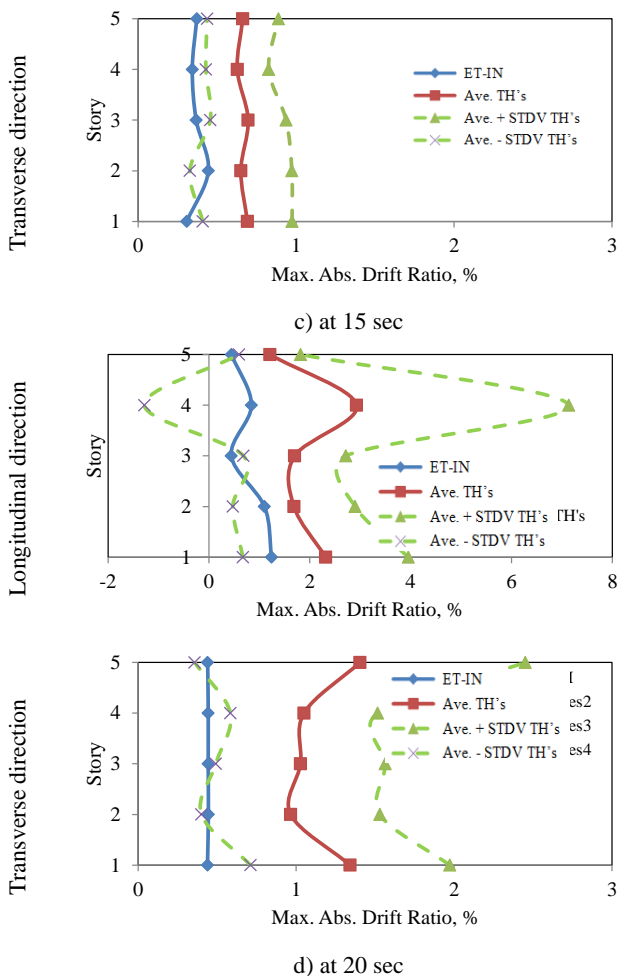 Transverse direction
Story
5
4
3
2
1
ET-IN
Ave. TH's
Ave. + STDV TH's
Ave. - STDV TH's
0 1 2 3
Max. Abs. Drift Ratio, %
c) at 15 sec
Longitudinal direction
Story
5
4
3
2
1
ET-IN
Ave. TH's
Ave. + STDV TH's TH's
Ave. - STDV TH's
-2 0 2 4 6 8
Max. Abs. Drift Ratio, %
Transverse direction
Story
5
4
3
2
1
ET-IN
Ave. TH's es2
Ave. + STDV TH's es3
Ave. - STDV TH's es4
0 1 2 3
Max. Abs. Drift Ratio, %
d) at 20 sec